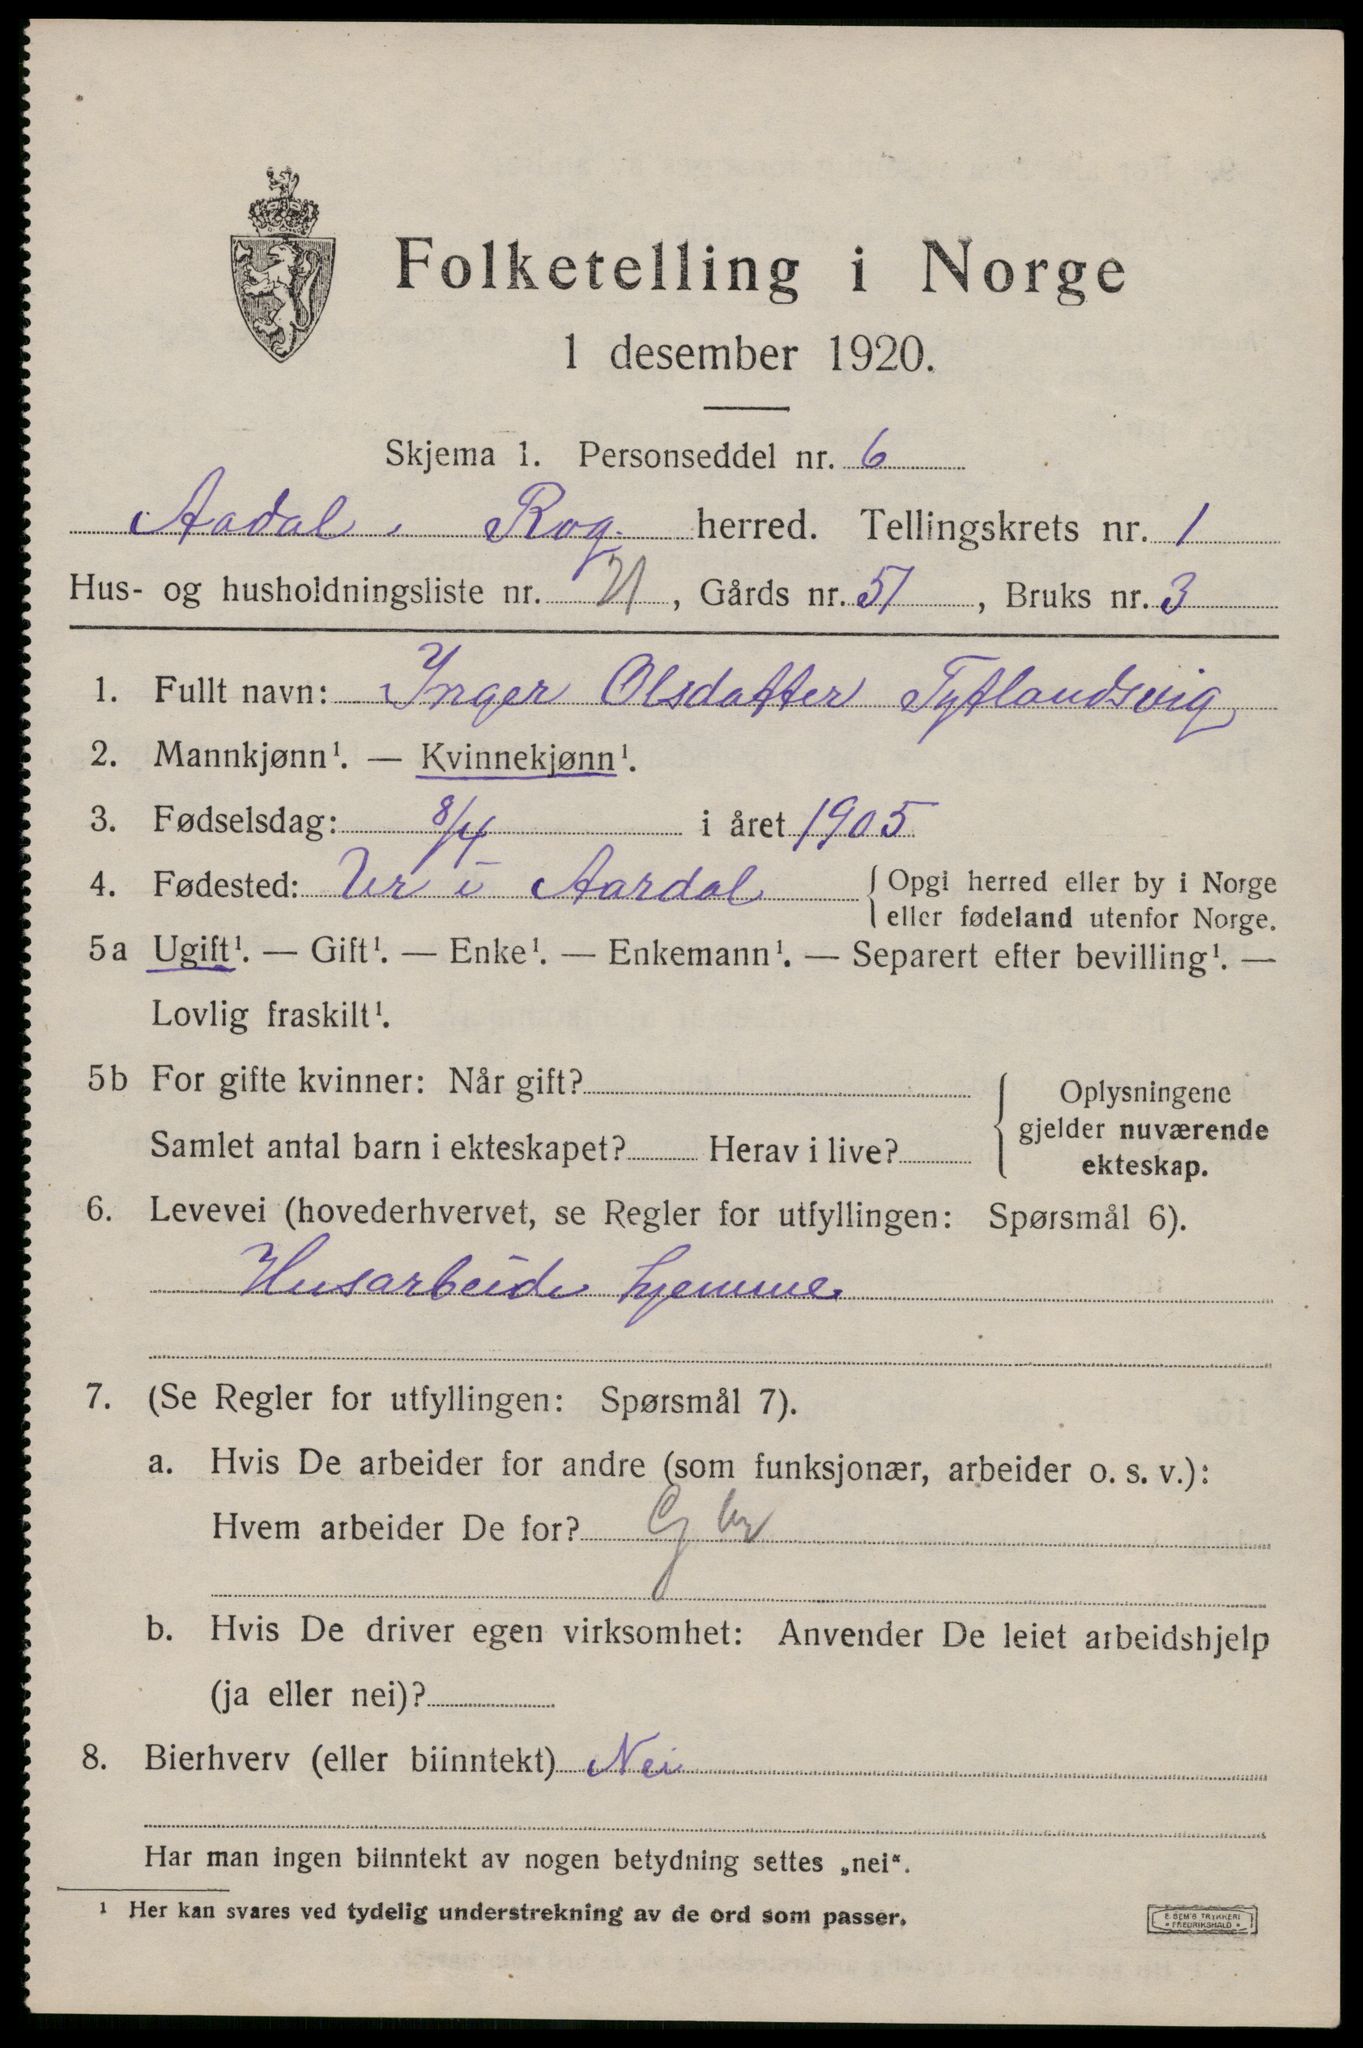 Folketelling i Norge
1 desember 1920.
Skjema 1. Personseddel nr. 6
Aadal i Rog. herred. Tellingskrets nr. 1
Hus- og husholdningsliste nr. 21, Gårds nr. 51, Bruks nr. 3
1. Fullt navn: Inger Olsdatter Tytlandsvig
2. Mannkjønn¹. — Kvinnekjønn¹.
3. Fødselsdag: 8/4 i året 1905
4. Fødested: Ur i Aardal { Opgi herred eller by i Norge
eller fødeland utenfor Norge.
5a Ugift¹. — Gift¹. — Enke¹. — Enkemann¹. — Separert efter bevilling¹. —
Lovlig fraskilt¹.
5b For gifte kvinner: Når gift?
Samlet antal barn i ekteskapet? Herav i live?
{ Oplysningene
gjelder nuværende
ekteskap.
6. Levevei (hovederhvervet, se Regler for utfyllingen: Spørsmål 6).
Husarbeide hjemme
7. (Se Regler for utfyllingen: Spørsmål 7).
a. Hvis De arbeider for andre (som funksjonær, arbeider o. s. v.):
Hvem arbeider De for?
b. Hvis De driver egen virksomhet: Anvender De leiet arbeidshjelp
(ja eller nei)?
8. Bierhverv (eller biinntekt) Nei
Har man ingen biinntekt av nogen betydning settes „nei“.
¹ Her kan svares ved tydelig understrekning av de ord som passer.
E. SEM'S TRYKKERI
FREDRIKSHALD